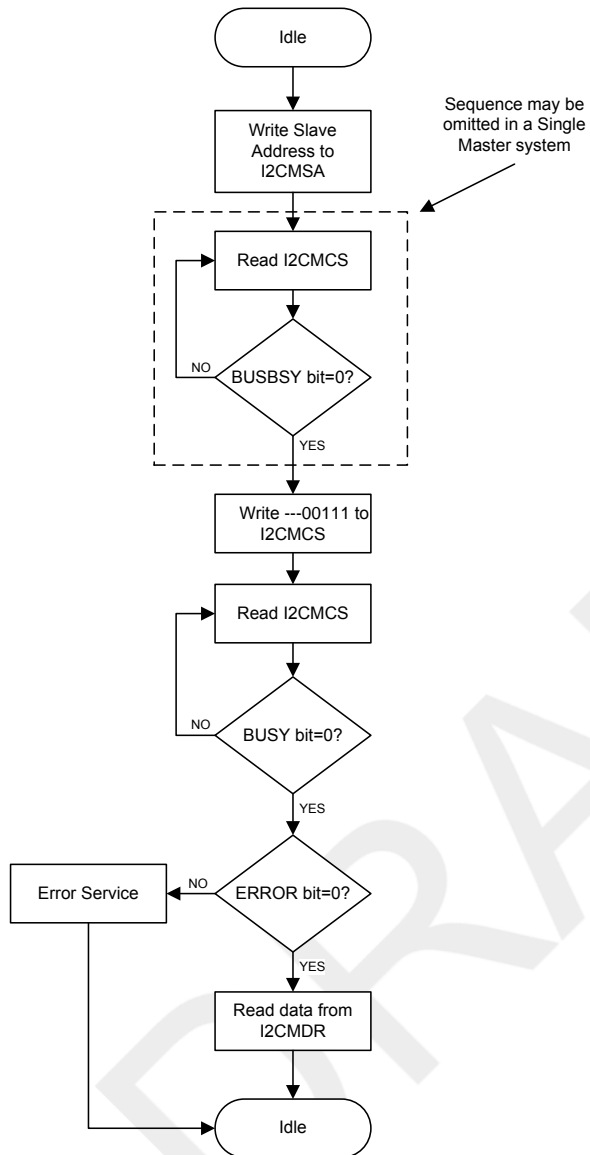 Idle
Write Slave
Address to
I2CMSA
Sequence may be
omitted in a Single
Master system
Read I2CMCS
NO
BUSBSY bit=0?
YES
Write ---00111 to
I2CMCS
Read I2CMCS
NO
BUSY bit=0?
YES
Error Service
NO
ERROR bit=0?
YES
Read data from
I2CMDR
Idle
DRA